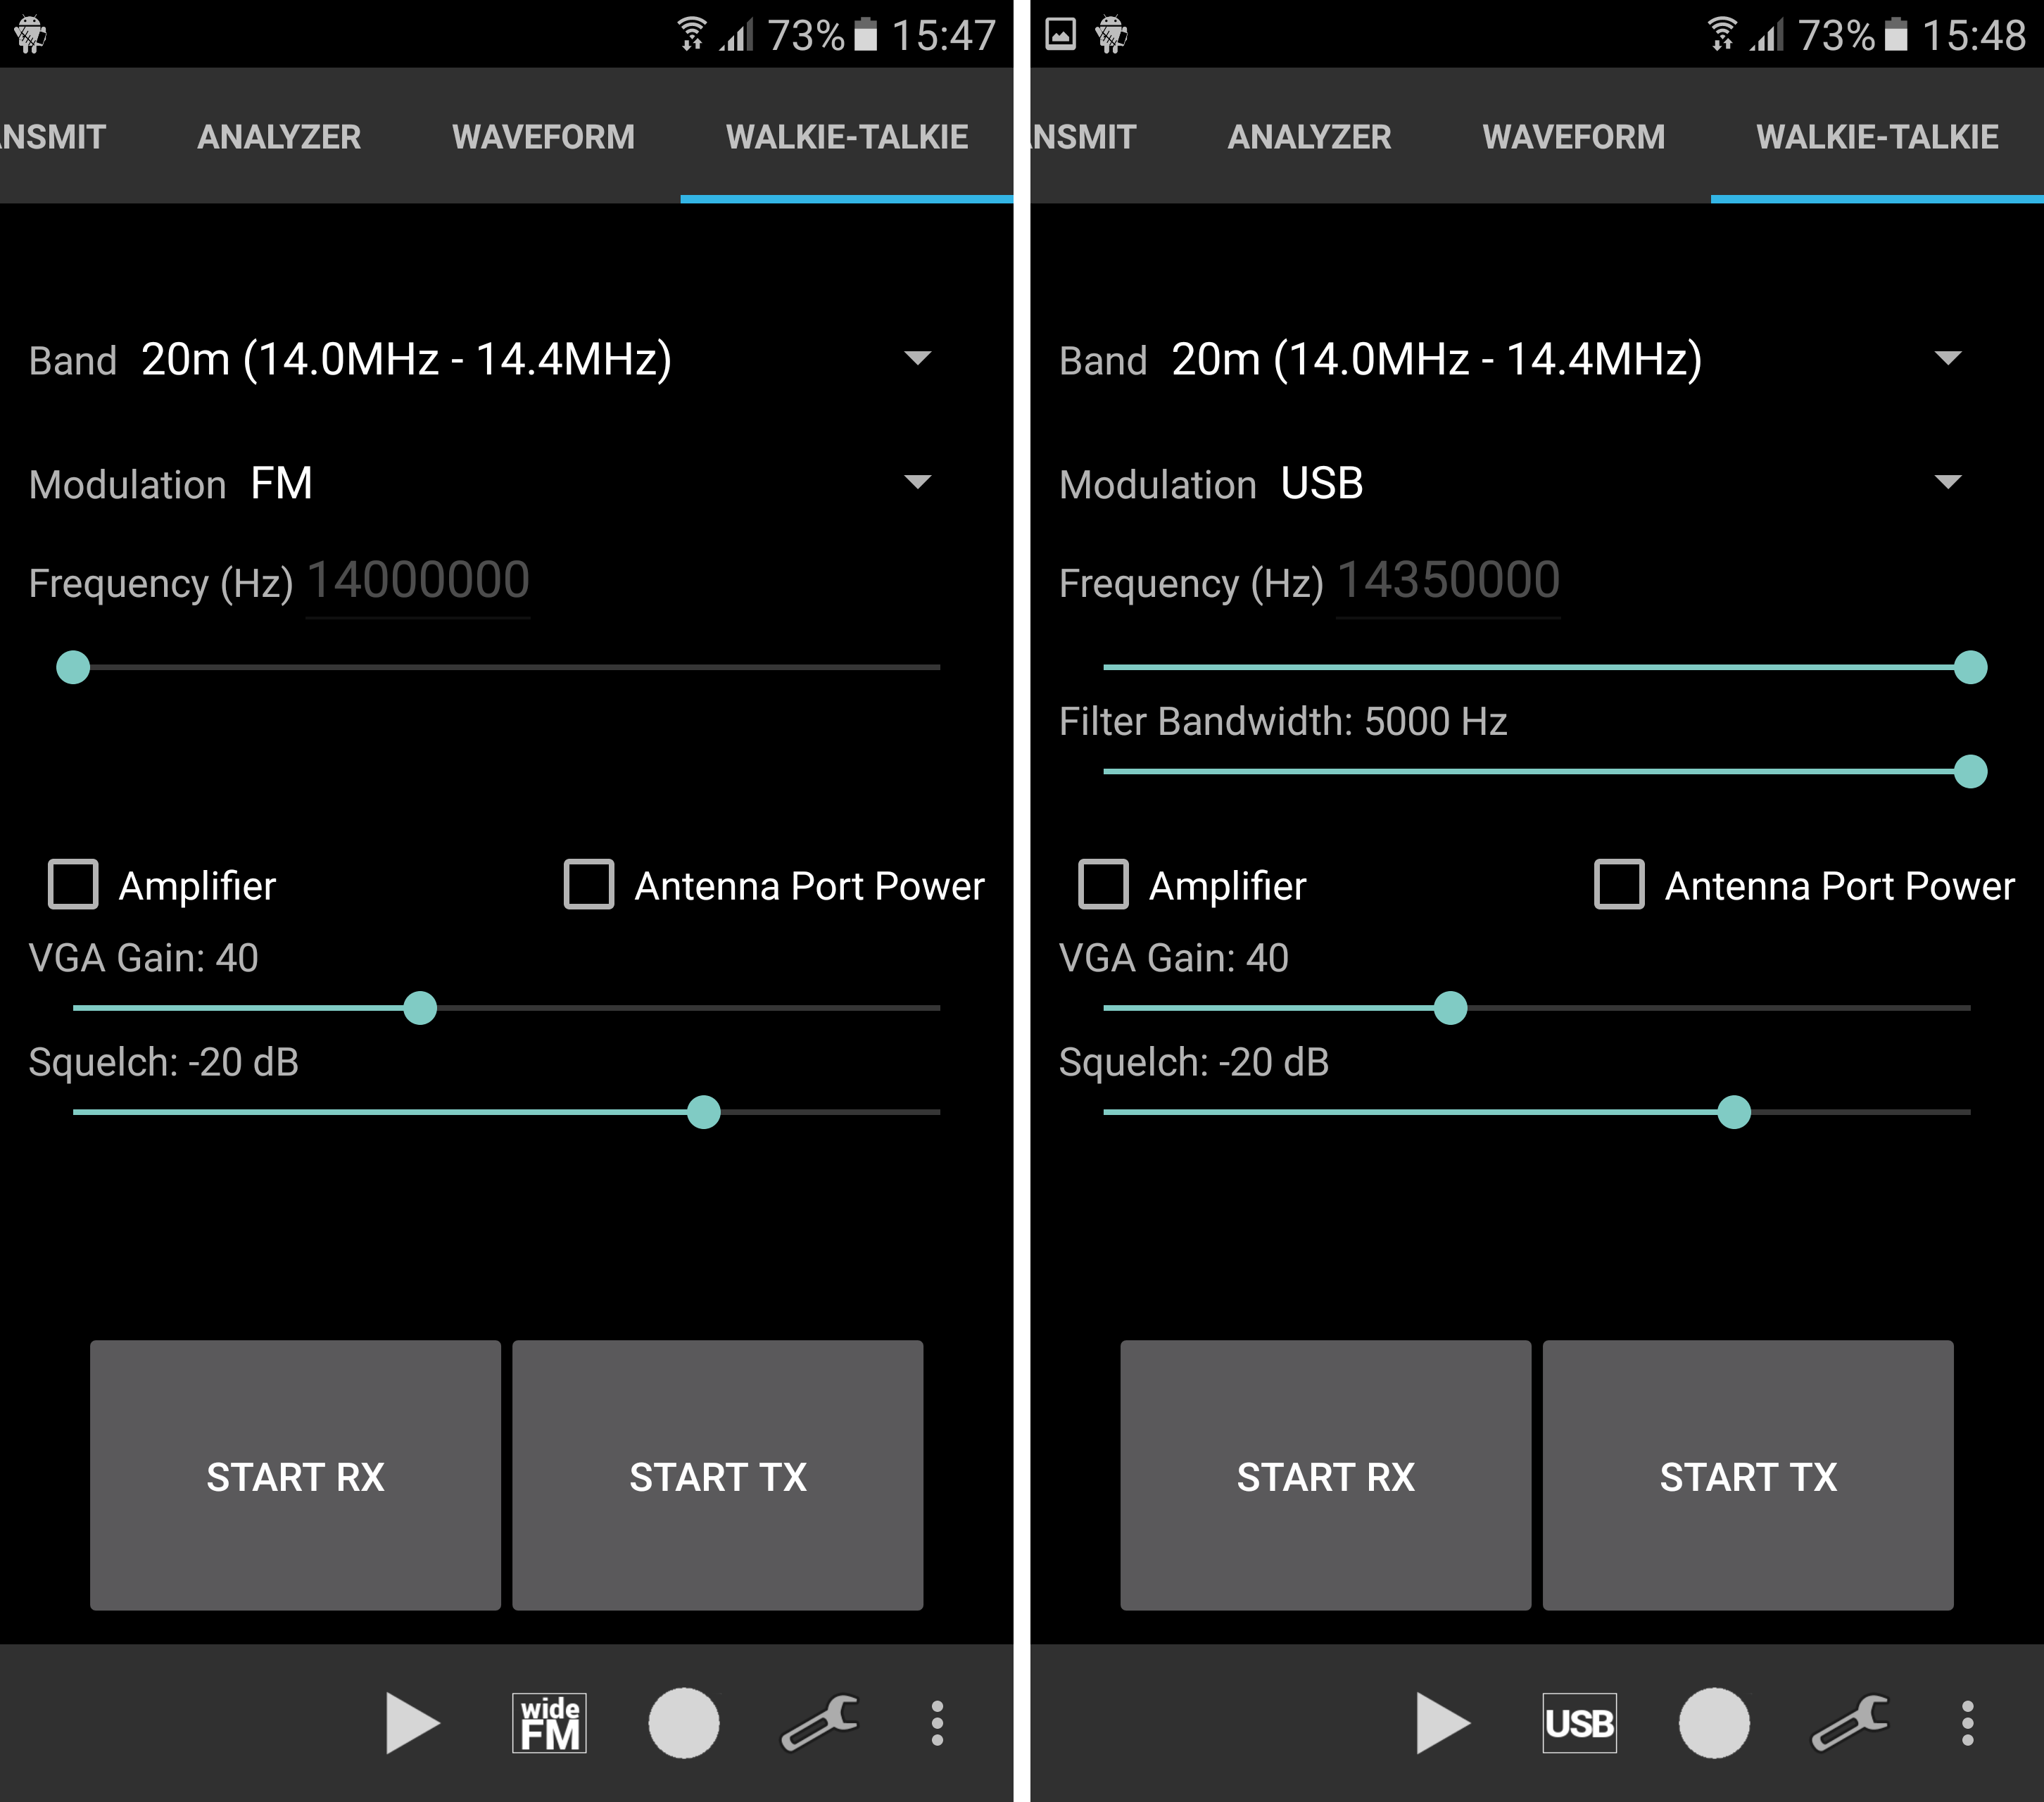 73% 15:47
NSMIT ANALYZER WAVEFORM WALKIE-TALKIE
Band 20m (14.0MHz - 14.4MHz)
Modulation FM
Frequency (Hz) 14000000
Amplifier Antenna Port Power
VGA Gain: 40
Squelch: -20 dB
START RX START TX
wide
FM
73% 15:48
NSMIT ANALYZER WAVEFORM WALKIE-TALKIE
Band 20m (14.0MHz - 14.4MHz)
Modulation USB
Frequency (Hz) 14350000
Filter Bandwidth: 5000 Hz
Amplifier Antenna Port Power
VGA Gain: 40
Squelch: -20 dB
START RX START TX
USB